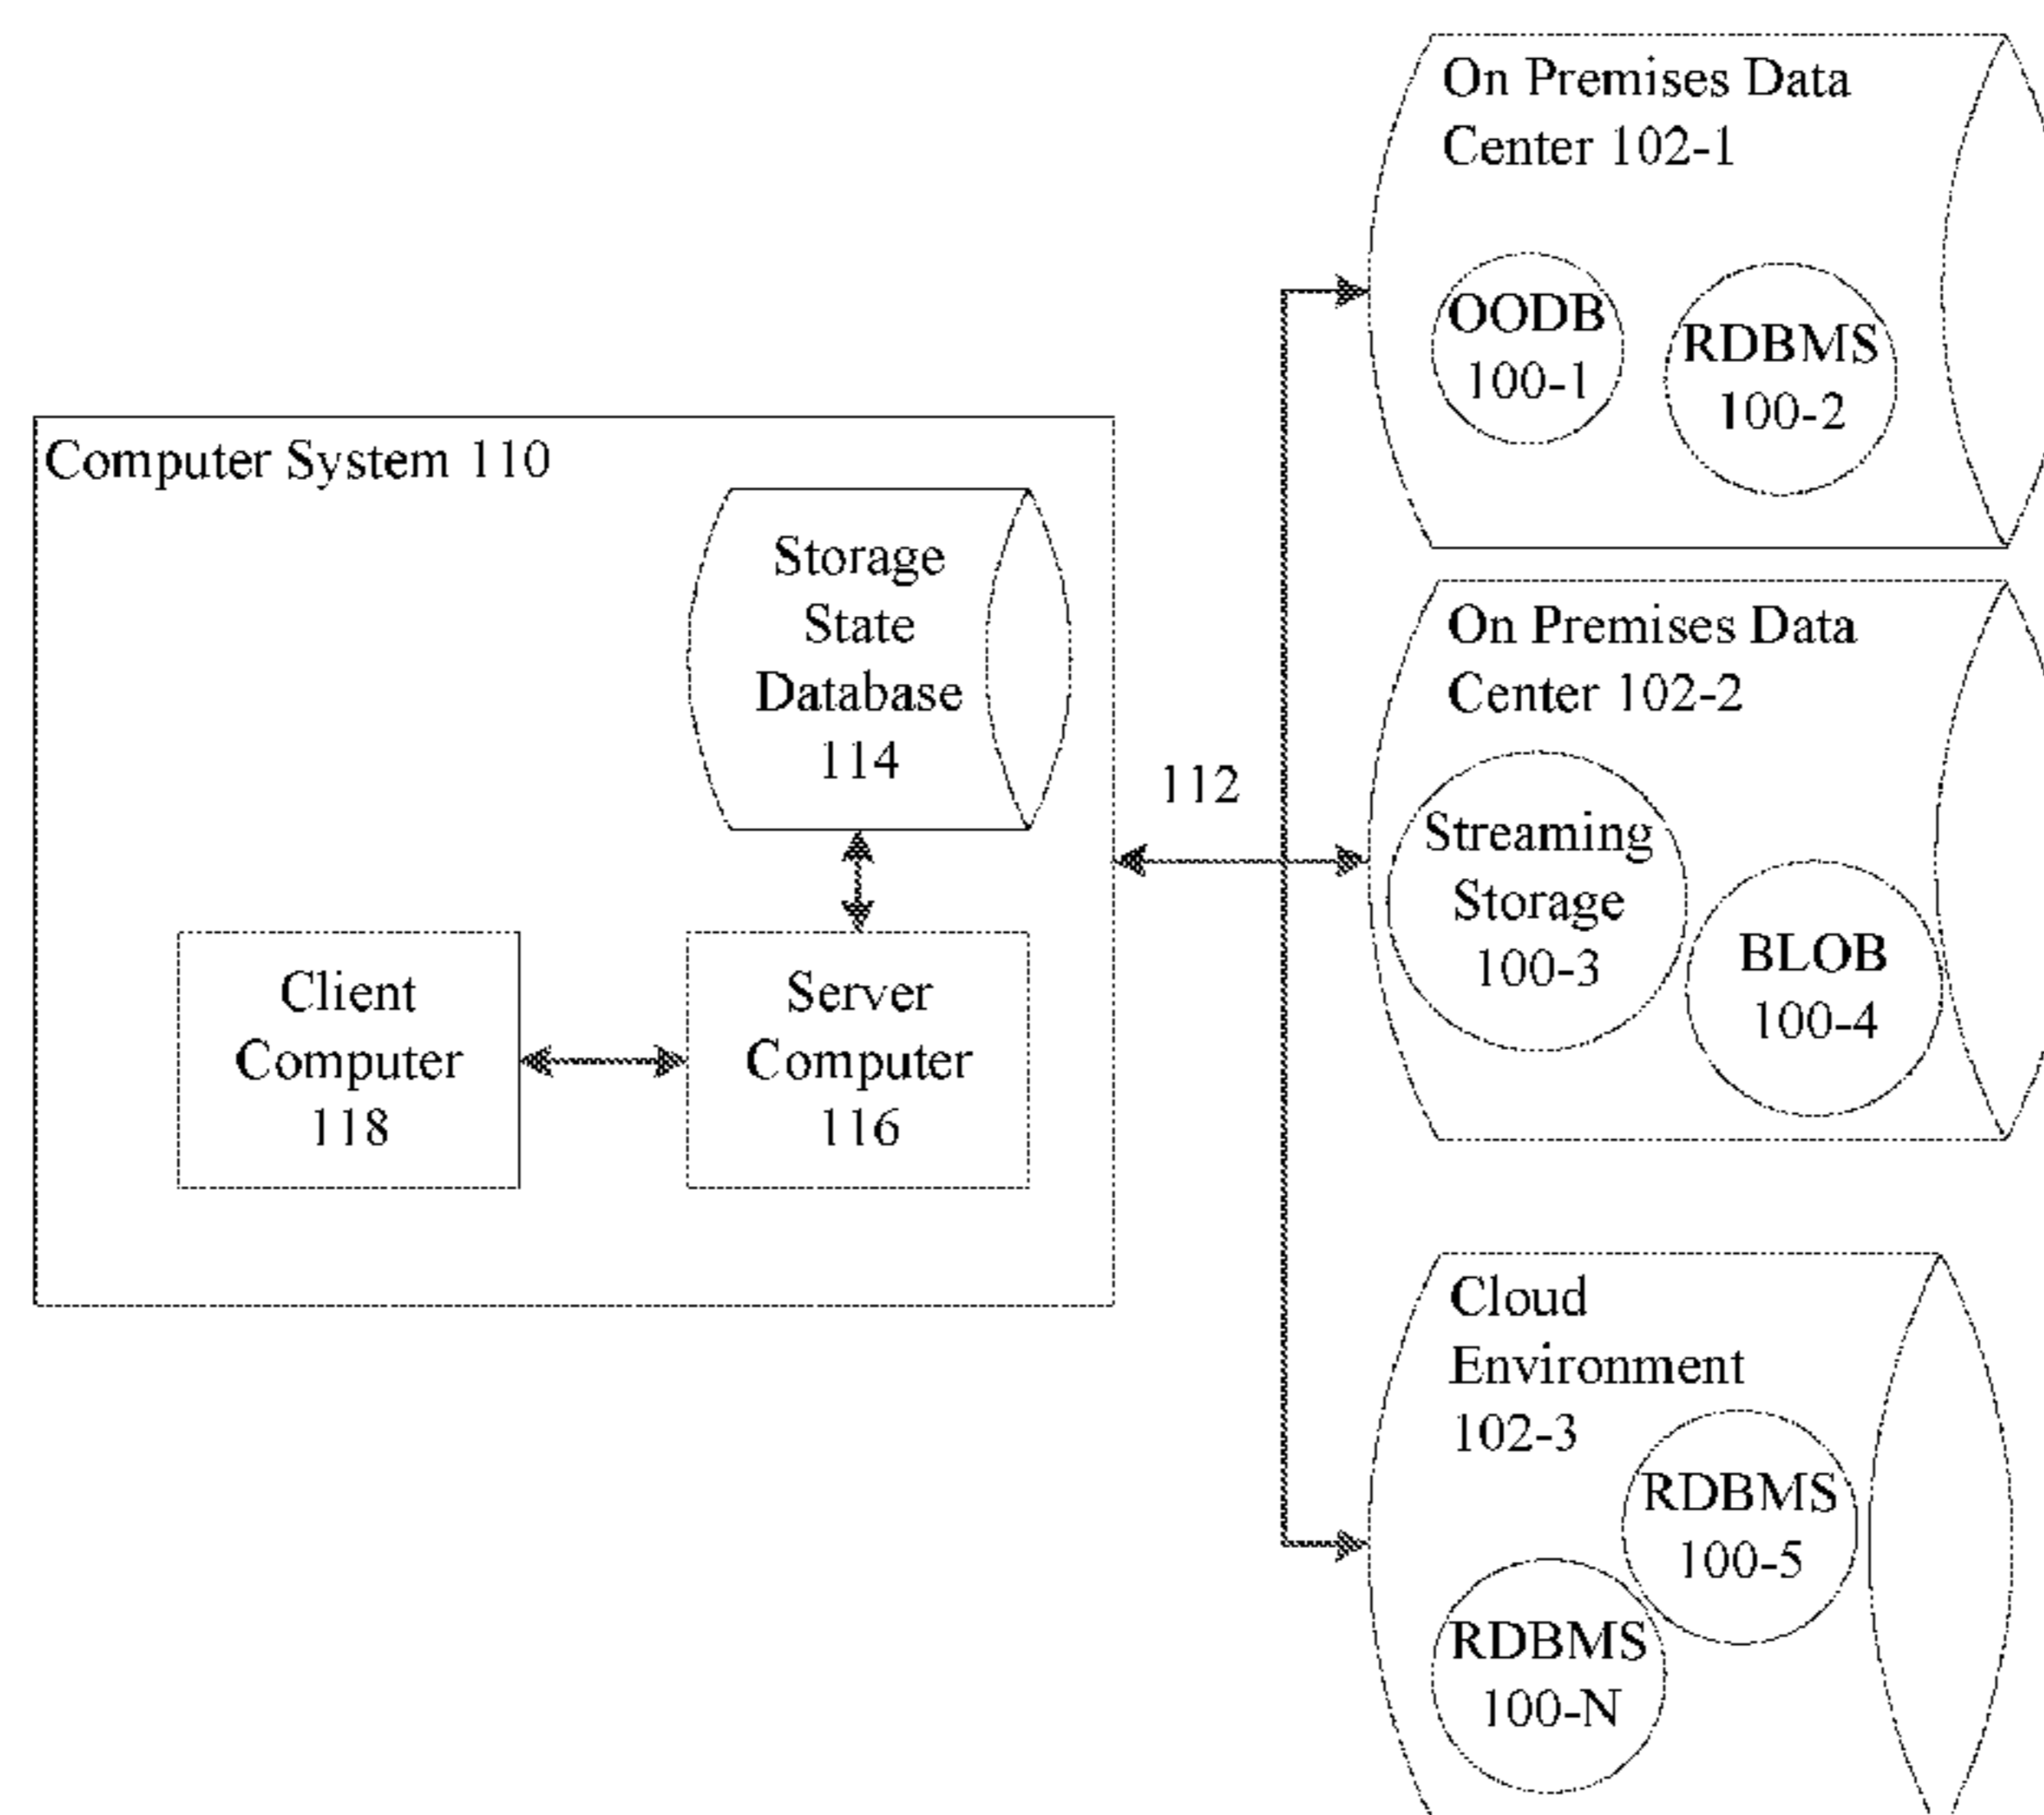 On Premises Data
Center 102-1
OODB
100-1
RDBMS
100-2
Computer System 110
Storage
State
Database
114
112
On Premises Data
Center 102-2
Streaming
Storage
100-3
BLOB
100-4
Client
Computer
118
Server
Computer
116
Cloud
Environment
102-3
RDBMS
100-5
RDBMS
100-N